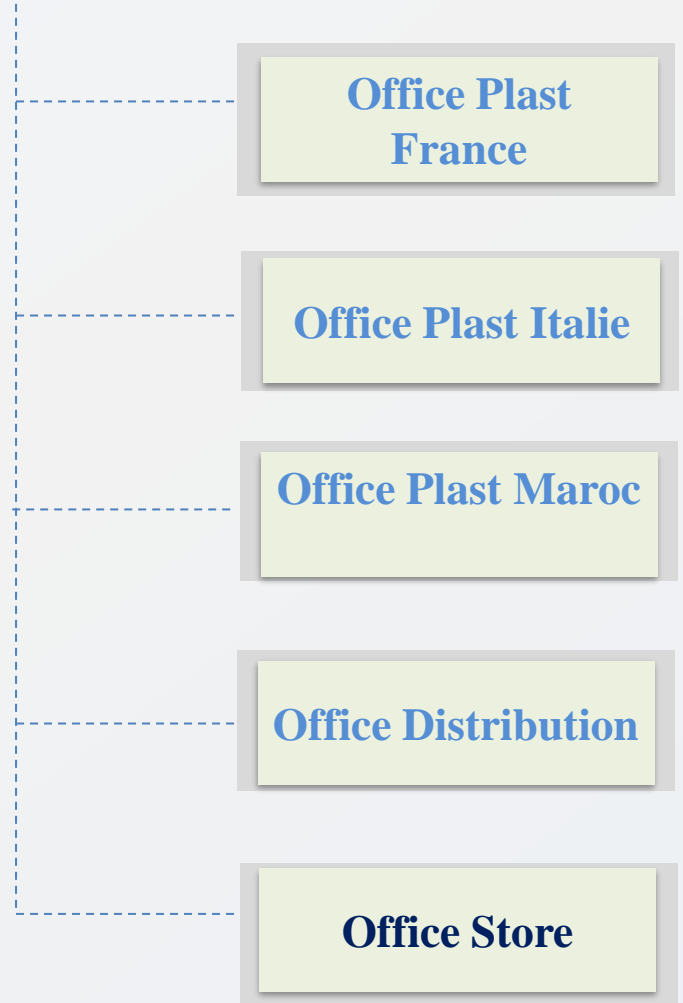 Office Plast
France
Office Plast Italie
Office Plast Maroc
Office Distribution
Office Store